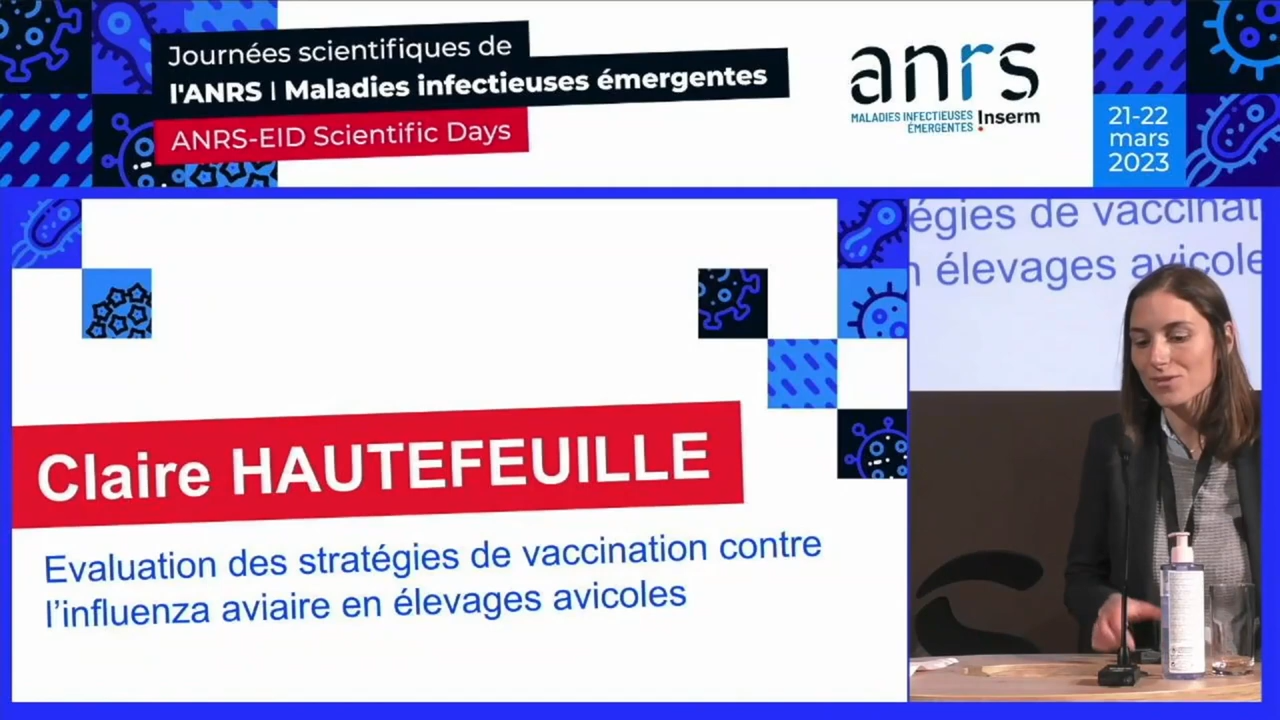 Journées scientifiques de
l'ANRS | Maladies infectieuses émergentes
ANRS-EID Scientific Days
anrs
MALADIES INFECTIEUSES
ÉMERGENTES Inserm
21-22
mars
2023
Claire HAUTEFEUILLE
Evaluation des stratégies de vaccination contre
l'influenza aviaire en élevages avicoles
égies de vaccinat
n élevages avicole